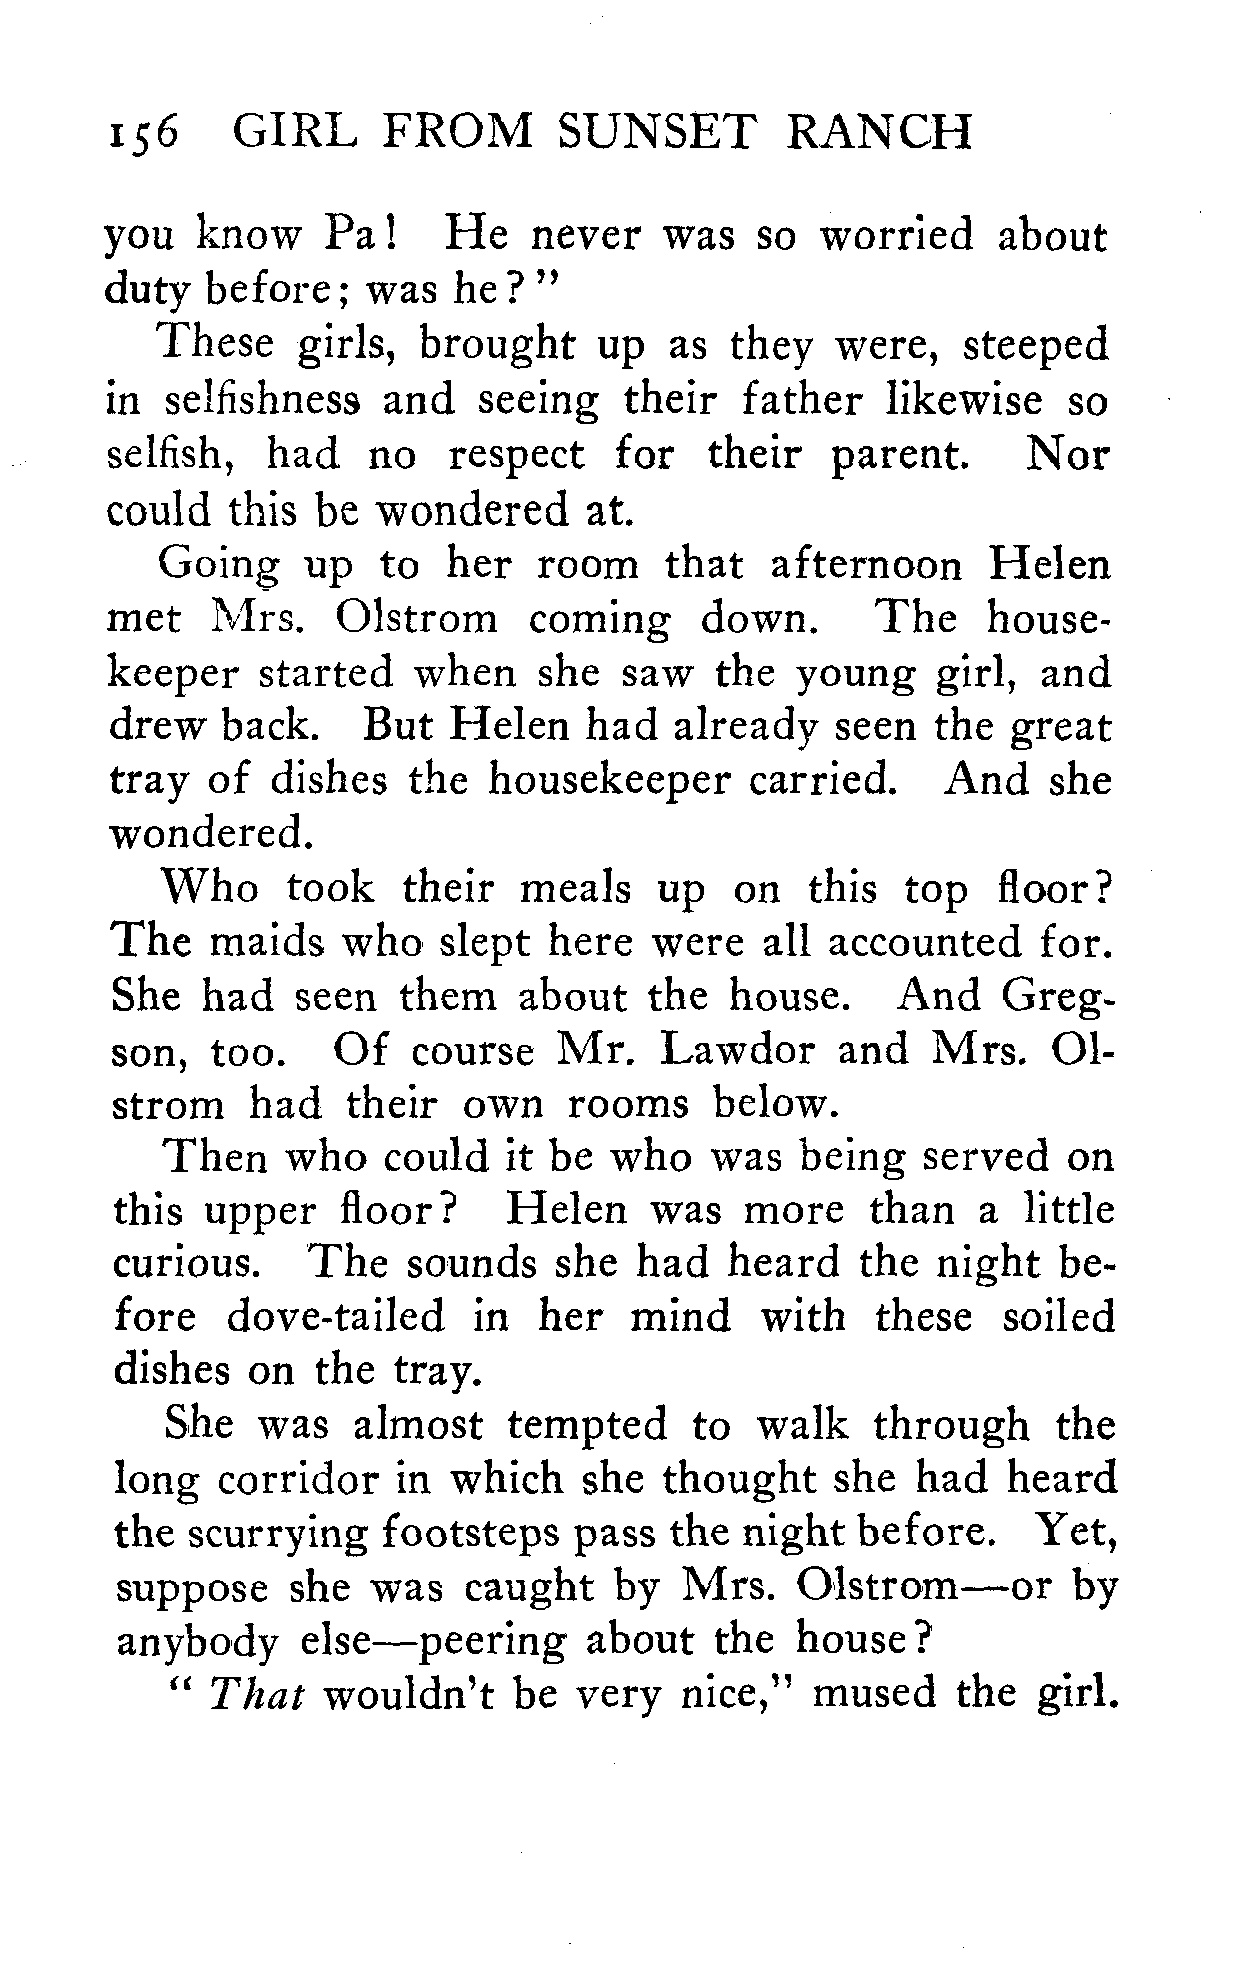 156 GIRL FROM SUNSET RANCH
you know Pa! He never was so worried about
duty before; was he?"
These girls, brought up as they were, steeped
in selfishness and seeing their father likewise so
selfish, had no respect for their parent. Nor
could this be wondered at.
Going up to her room that afternoon Helen
met Mrs. Olstrom coming down. The house-
keeper started when she saw the young girl, and
drew back. But Helen had already seen the great
tray of dishes the housekeeper carried. And she
wondered.
Who took their meals up on this top floor?
The maids who slept here were all accounted for.
She had seen them about the house. And Greg-
son, too. Of course Mr. Lawdor and Mrs. Ol-
strom had their own rooms below.
Then who could it be who was being served on
this upper floor? Helen was more than a little
curious. The sounds she had heard the night be-
fore dove-tailed in her mind with these soiled
dishes on the tray.
She was almost tempted to walk through the
long corridor in which she thought she had heard
the scurrying footsteps pass the night before. Yet,
suppose she was caught by Mrs. Olstrom—or by
anybody else—peering about the house?
"That wouldn't be very nice," mused the girl.